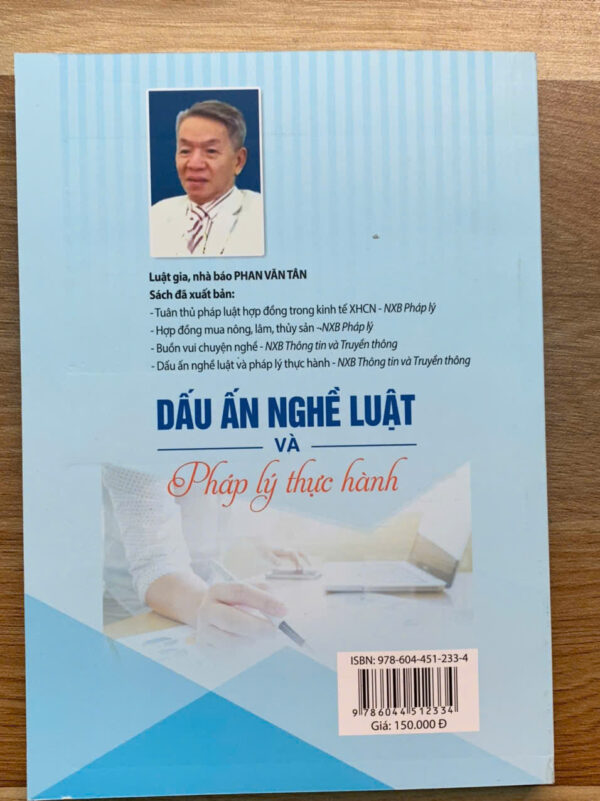 Luật gia, nhà báo PHAN VĂN TÂN
Sách đã xuất bản:
- Tuân thủ pháp luật hợp đồng trong kinh tế XHCN - NXB Pháp lý
- Hợp đồng mua nông, lâm, thủy sản -NXB Pháp lý
- Buồn vui chuyện nghề - NXB Thông tin và Truyền thông
- Dấu ấn nghề luật và pháp lý thực hành - NXB Thông tin và Truyền thông
DẤU ẤN NGHỀ LUẬT
VÀ
Pháp lý thực hành
ISBN: 978-604-451-233-4
9 786044 512334
Giá: 150.000 Đ